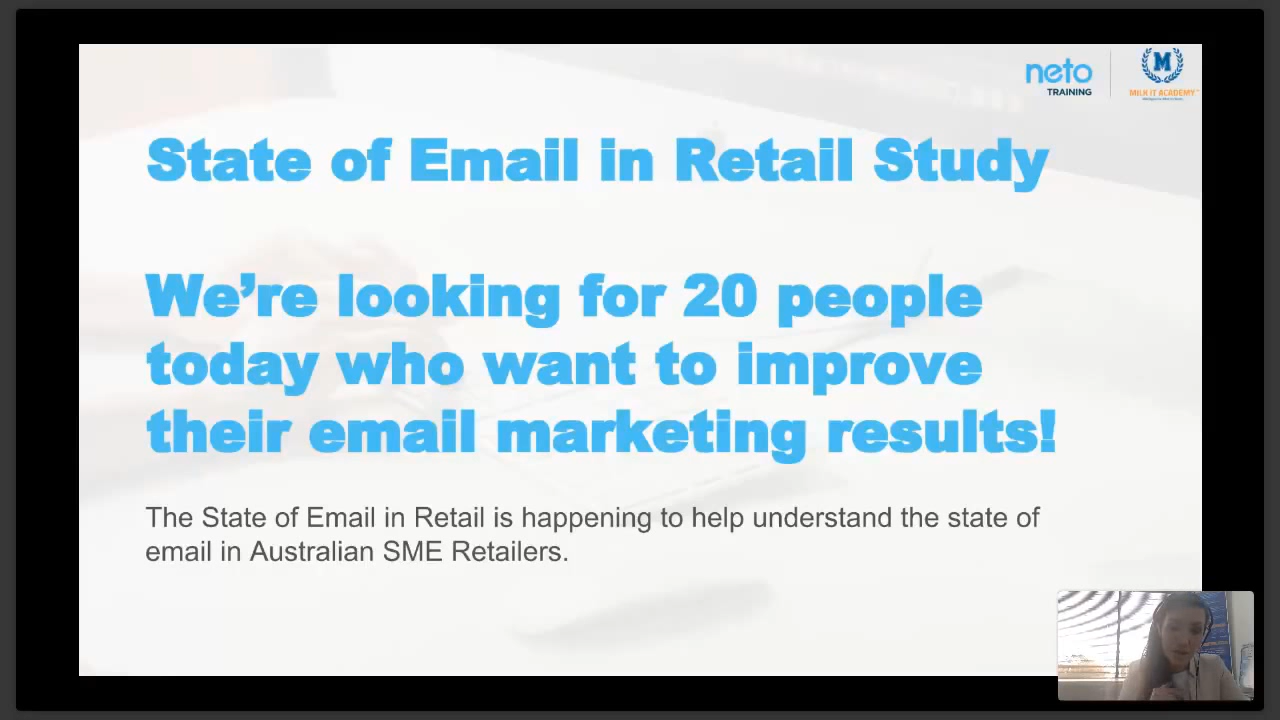 neto
TRAINING
M
MILK IT ACADEMY
State of Email in Retail Study
We're looking for 20 people
today who want to improve
their email marketing results!
The State of Email in Retail is happening to help understand the state of
email in Australian SME Retailers.